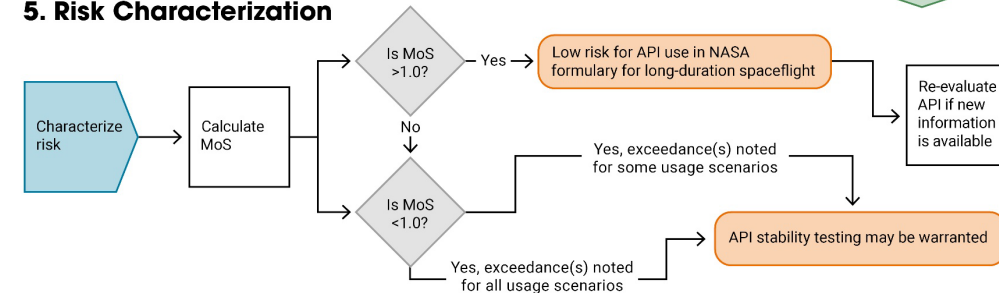 5. Risk Characterization
Characterize
risk
Calculate
MoS
Is MoS
>1.0?
Yes
Low risk for API use in NASA
formulary for long-duration spaceflight
Re-evaluate
API if new
information
is available
No
Is MoS
<1.0?
Yes, exceedance(s) noted
for some usage scenarios
API stability testing may be warranted
Yes, exceedance(s) noted
for all usage scenarios